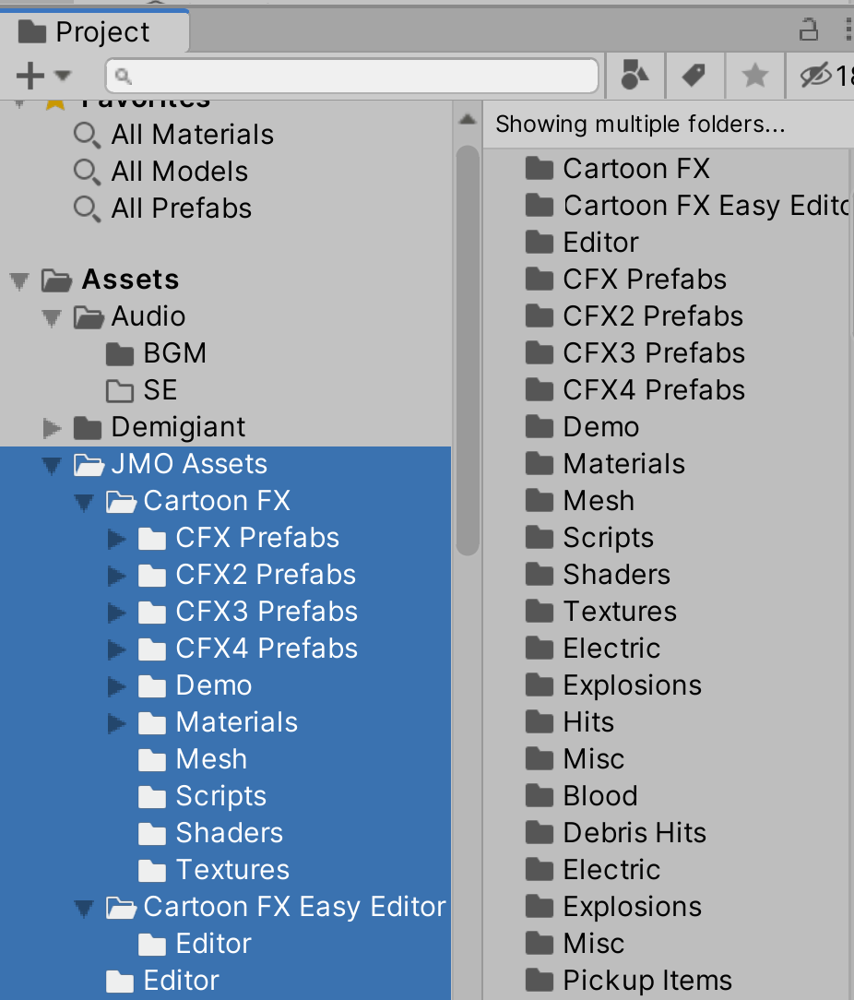 Project
18
Favorites
All Materials
All Models
All Prefabs
Assets
Audio
BGM
SE
Demigiant
JMO Assets
Cartoon FX
CFX Prefabs
CFX2 Prefabs
CFX3 Prefabs
CFX4 Prefabs
Demo
Materials
Mesh
Scripts
Shaders
Textures
Cartoon FX Easy Editor
Editor
Editor
Showing multiple folders...
Cartoon FX
Cartoon FX Easy Edito
Editor
CFX Prefabs
CFX2 Prefabs
CFX3 Prefabs
CFX4 Prefabs
Demo
Materials
Mesh
Scripts
Shaders
Textures
Electric
Explosions
Hits
Misc
Blood
Debris Hits
Electric
Explosions
Misc
Pickup Items